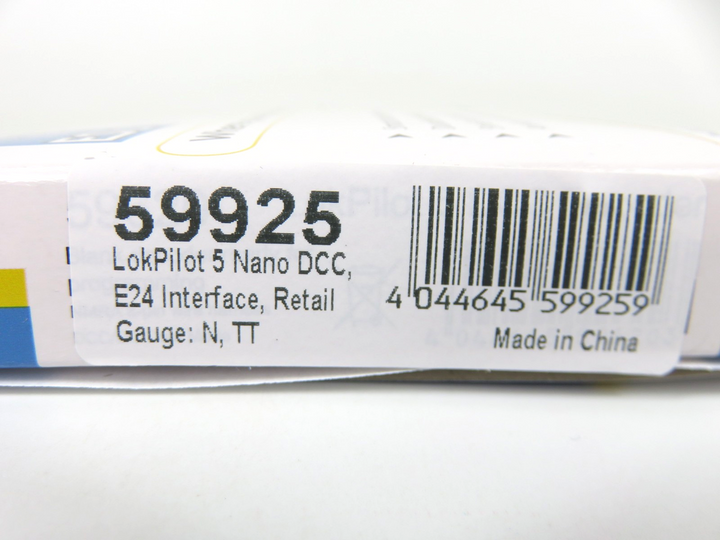 59925
LokPilot 5 Nano DCC,
E24 Interface, Retail
Gauge: N, TT
4 044645 599259
Made in China